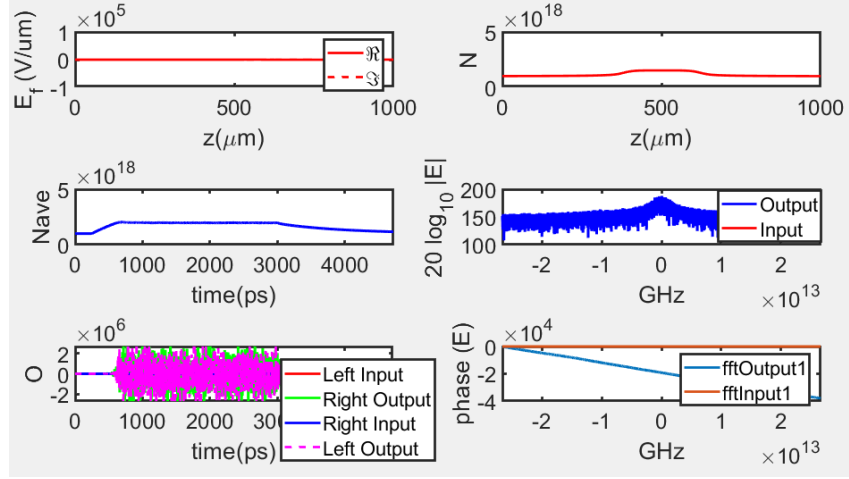 ×10^5
E_f (V/um)
1
0
-1
ℜ
ℑ
0 500 1000
z(μm)
×10^18
N
5
0
0 500 1000
z(μm)
×10^18
Nave
5
0
0 1000 2000 3000 4000
time(ps)
20 log_10 |E|
200
150
100
Output
Input
-2 -1 0 1 2
GHz
×10^13
×10^6
O
2
0
-2
Left Input
Right Output
Right Input
Left Output
0 1000 2000 30
time(ps)
×10^4
phase (E)
0
-2
-4
fftOutput1
fftInput1
-2 -1 0 1 2
GHz
×10^13